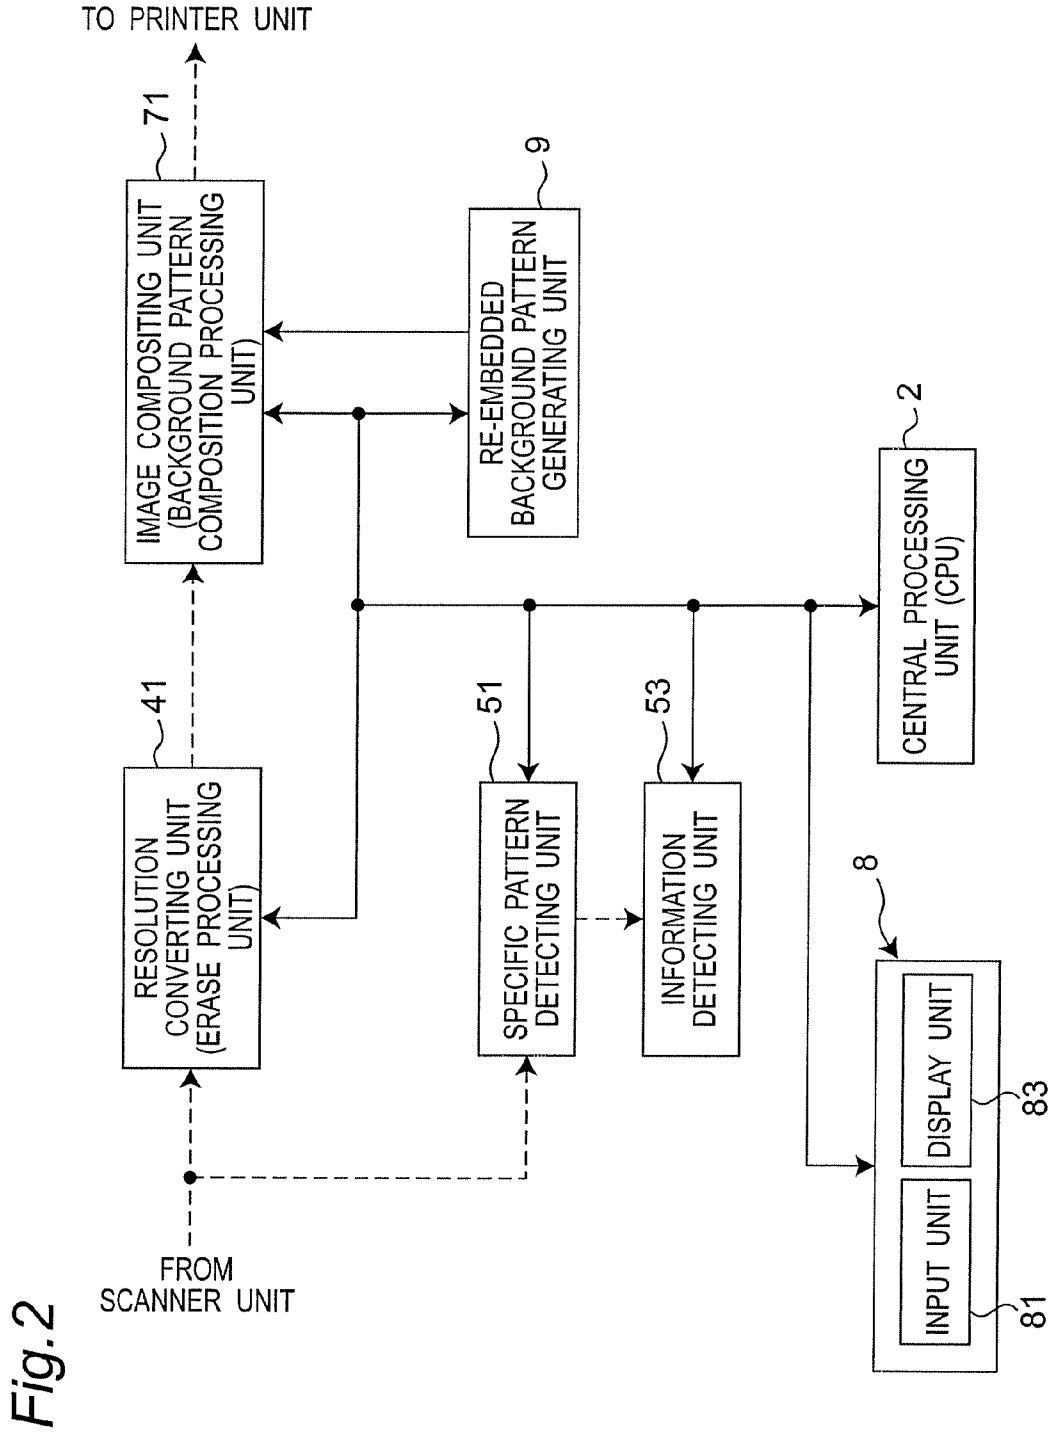 Fig.2
TO PRINTER UNIT
71
IMAGE COMPOSITING UNIT
(BACKGROUND PATTERN
COMPOSITION PROCESSING
UNIT)
9
RE-EMBEDDED
BACKGROUND PATTERN
GENERATING UNIT
41
RESOLUTION
CONVERTING UNIT
(ERASE PROCESSING
UNIT)
51
SPECIFIC PATTERN
DETECTING UNIT
53
INFORMATION
DETECTING UNIT
2
CENTRAL PROCESSING
UNIT (CPU)
8
DISPLAY UNIT
83
INPUT UNIT
81
FROM
SCANNER UNIT